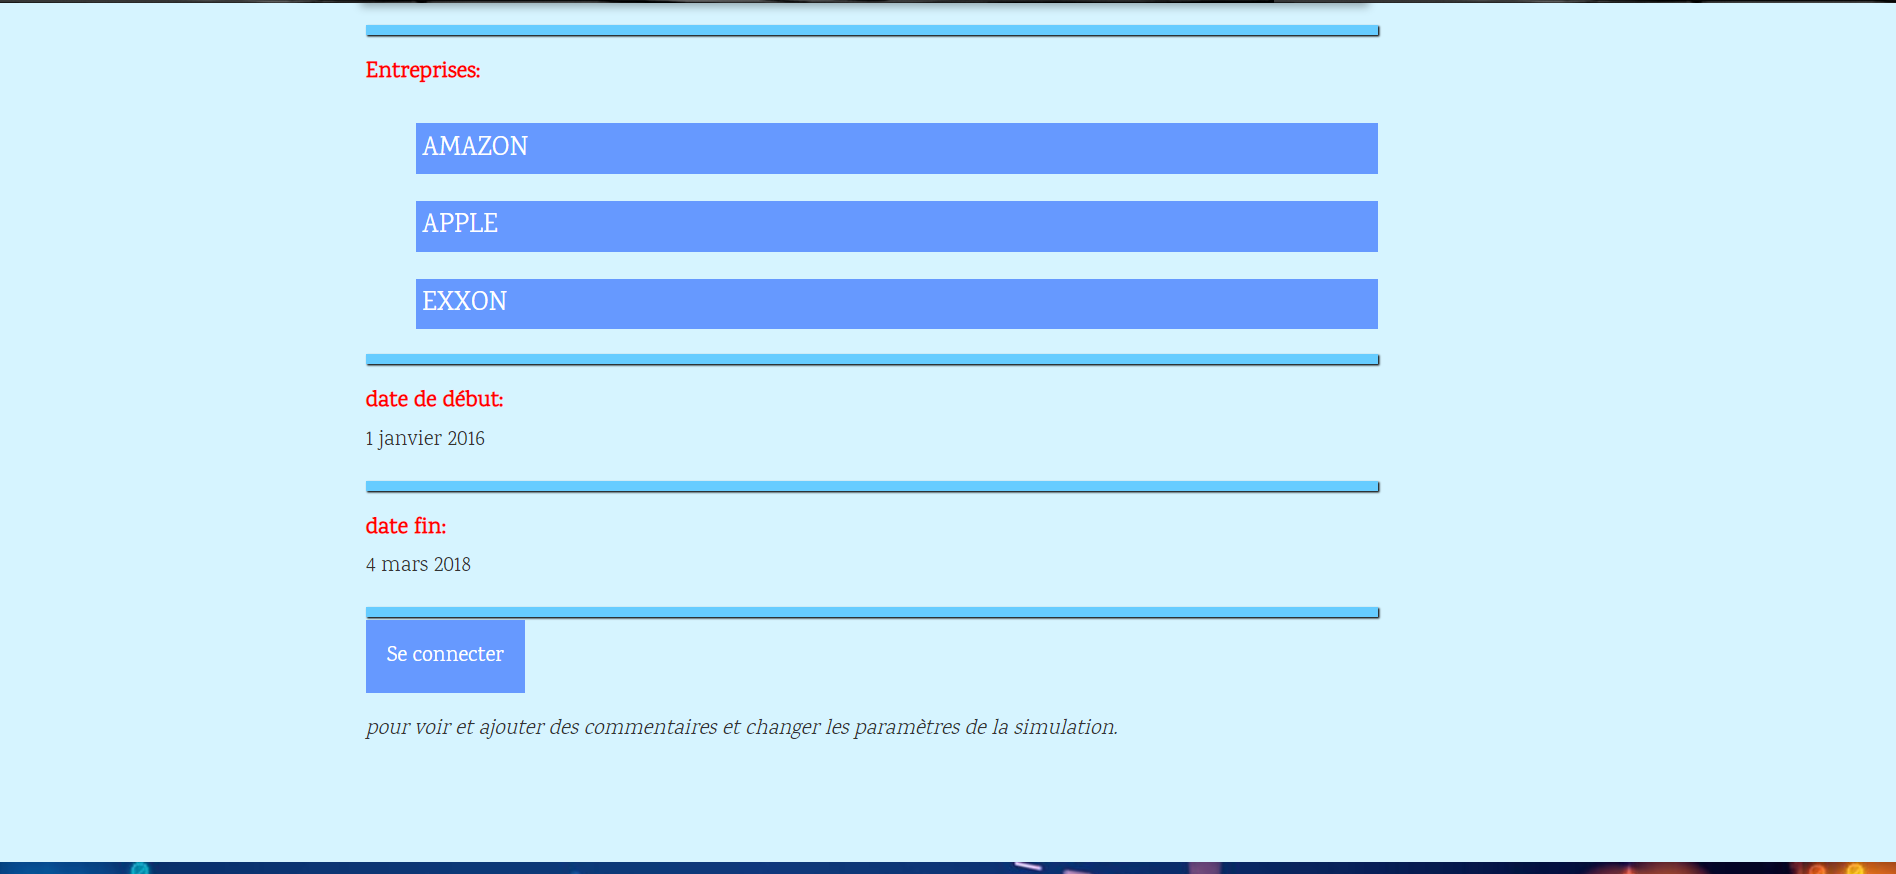 Entreprises:
AMAZON
APPLE
EXXON
date de début:
1 janvier 2016
date fin:
4 mars 2018
Se connecter
pour voir et ajouter des commentaires et changer les paramètres de la simulation.